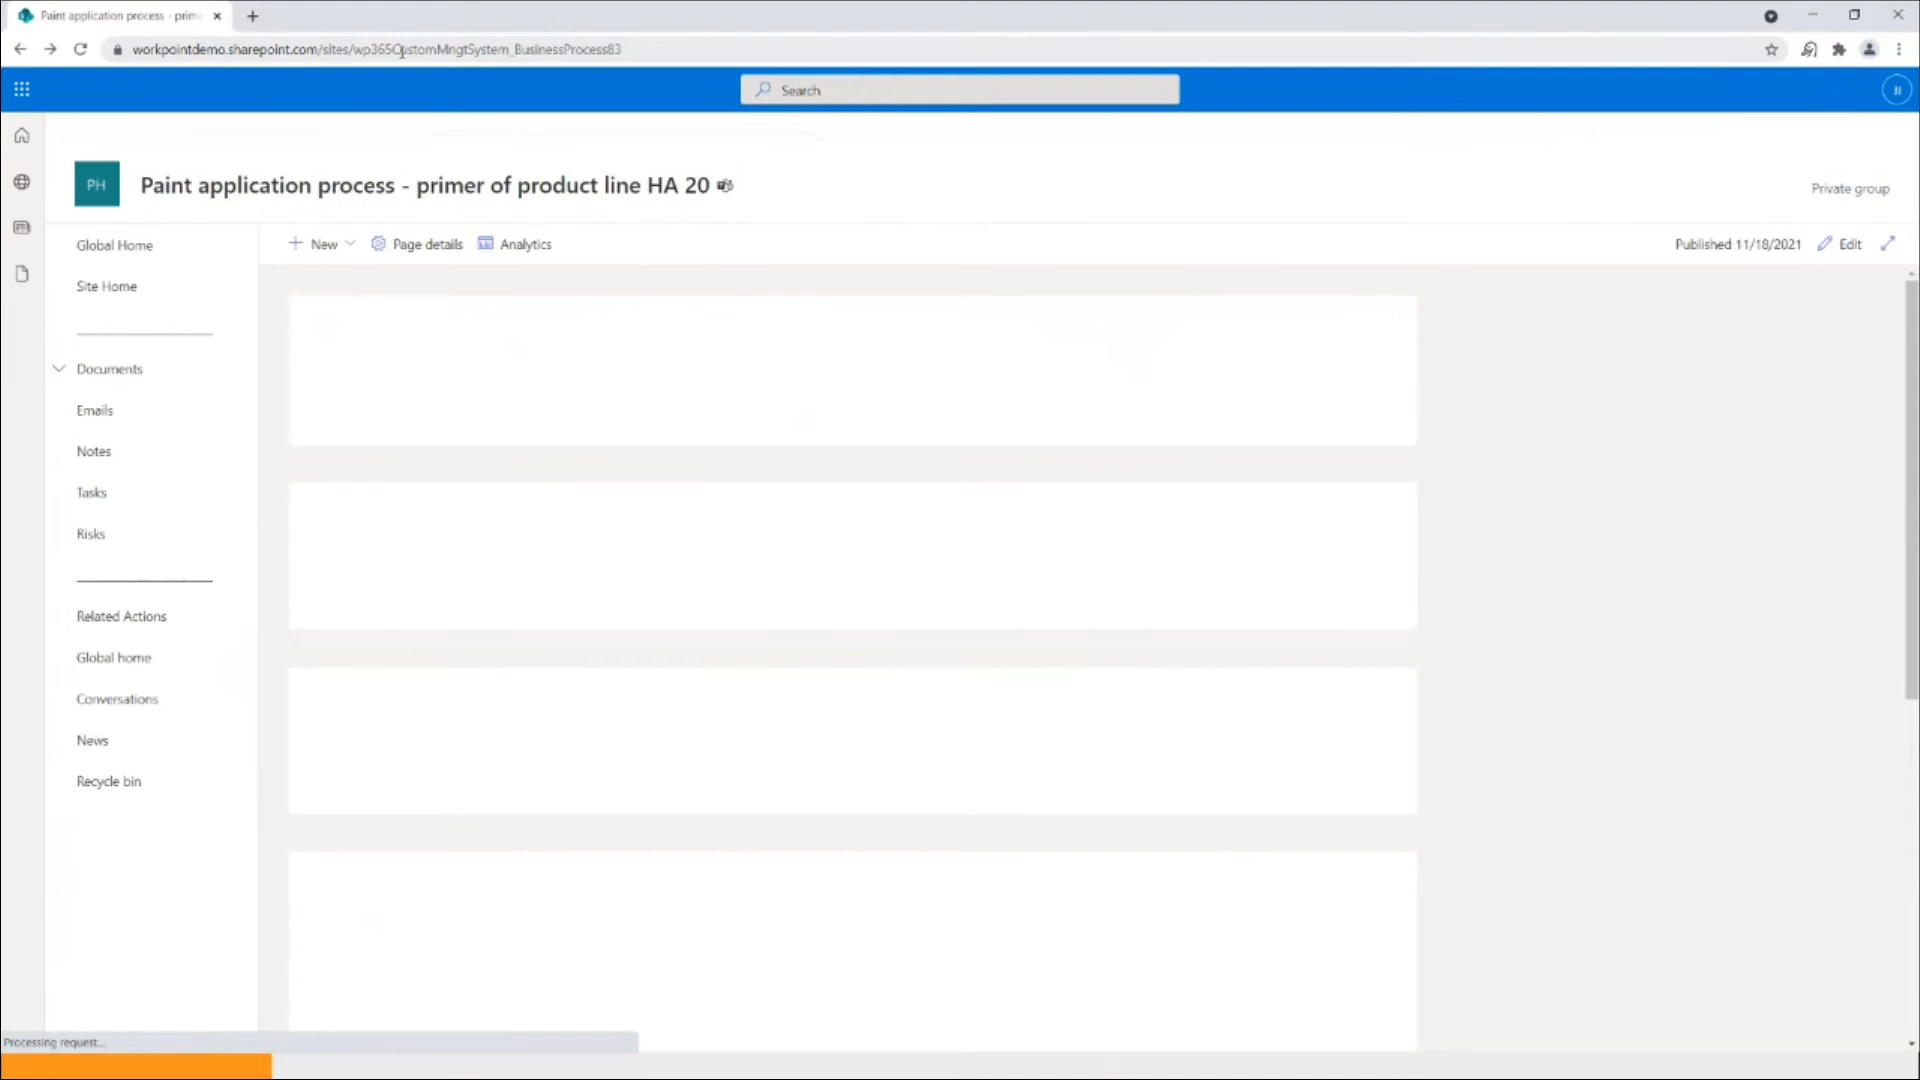 Paint application process - prime
workpointdemo.sharepoint.com/sites/wp365CustomMngtSystem_BusinessProcess83
Search
JJ
PH
Paint application process - primer of product line HA 20
Private group
Global Home
New
Page details
Analytics
Published 11/18/2021
Edit
Site Home
Documents
Emails
Notes
Tasks
Risks
Related Actions
Global home
Conversations
News
Recycle bin
Processing request...